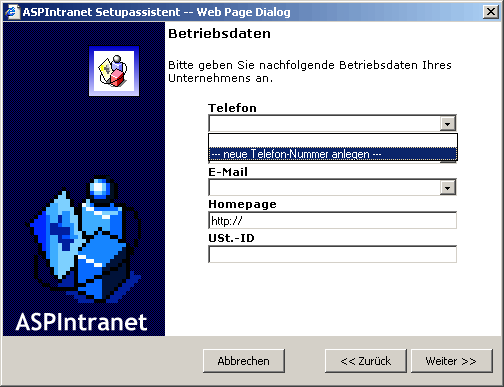 ASPIntranet Setupassistent -- Web Page Dialog
Betriebsdaten
Bitte geben Sie nachfolgende Betriebsdaten Ihres
Unternehmens an.
Telefon
--- neue Telefon-Nummer anlegen ---
E-Mail
Homepage
http://
USt.-ID
ASPIntranet
Abbrechen
<< Zurück
Weiter >>